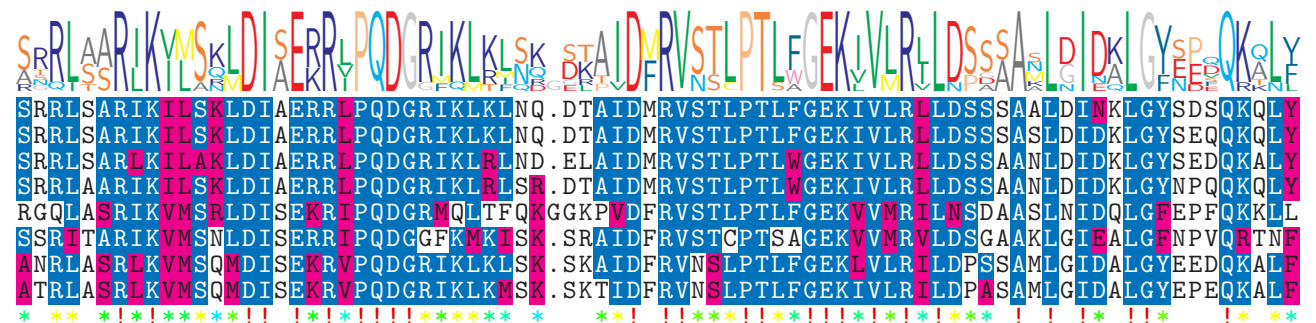 SRRLSARIKILSKLDIAERRLPQDGRIKLKLNQ.DTAIDMRVSTLPTLFGEKIVLRLLDSSSAALDINKLGYSDSQKQLY
SRRLSARIKILSKLDIAERRLPQDGRIKLKLNQ.DTAIDMRVSTLPTLFGEKIVLRLLDSSSASLDIDKLGYSEQQKQLY
SRRLSARLKILAKLDIAERRLPQDGRIKLRLND.ELAIDMRVSTLPTLWGEKIVLRLLDSSAANLDIDKLGYSEDQKALY
SRRLAARIKILSKLDIAERRLPQDGRIKLRLSR.DTAIDMRVSTLPTLWGEKIVLRLLDSSAANLDIDKLGYNPQQKQLY
RGQLASRIKVMSRLDISEKRIPQDGRMQLTFQKGGKPVDFRVSTLPTLFGEKVVMRILNSDAASLNIDQLGFEPFQKKLL
SSRITARIKVMSNLDISERRIPQDGGFKMKISK.SRAIDFRVSTCPTSAGEKVVMRVLDSGAAKLGIEALGFNPVQRTNF
ANRLASRLKVMSQMDISEKRVPQDGRIKLKLSK.SKAIDFRVNSLPTLFGEKLVLRILDPSSAMLGIDALGYEEDQKALF
ATRLASRLKVMSQMDISEKRVPQDGRIKLKMSK.SKTIDFRVNSLPTLFGEKIVLRILDPASAMLGIDALGYEPEQKALF